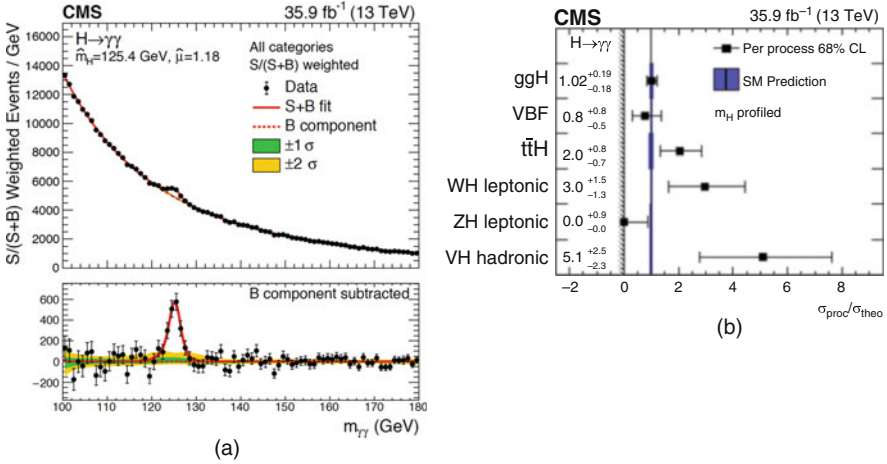 CMS 35.9 fb⁻¹ (13 TeV)
S/(S+B) Weighted Events / GeV
16000
14000
12000
10000
8000
6000
4000
2000
0
H→γγ
m̂_H=125.4 GeV, μ̂=1.18
All categories
S/(S+B) weighted
Data
S+B fit
B component
±1 σ
±2 σ
B component subtracted
600
400
200
0
−200
100 110 120 130 140 150 160 170 180
m_γγ (GeV)
(a)
CMS 35.9 fb⁻¹ (13 TeV)
H→γγ
Per process 68% CL
SM Prediction
m_H profiled
ggH 1.02 +0.19 −0.18
VBF 0.8 +0.8 −0.5
tt̄H 2.0 +0.8 −0.7
WH leptonic 3.0 +1.5 −1.3
ZH leptonic 0.0 +0.9 −0.0
VH hadronic 5.1 +2.5 −2.3
−2 0 2 4 6 8
σ_proc/σ_theo
(b)